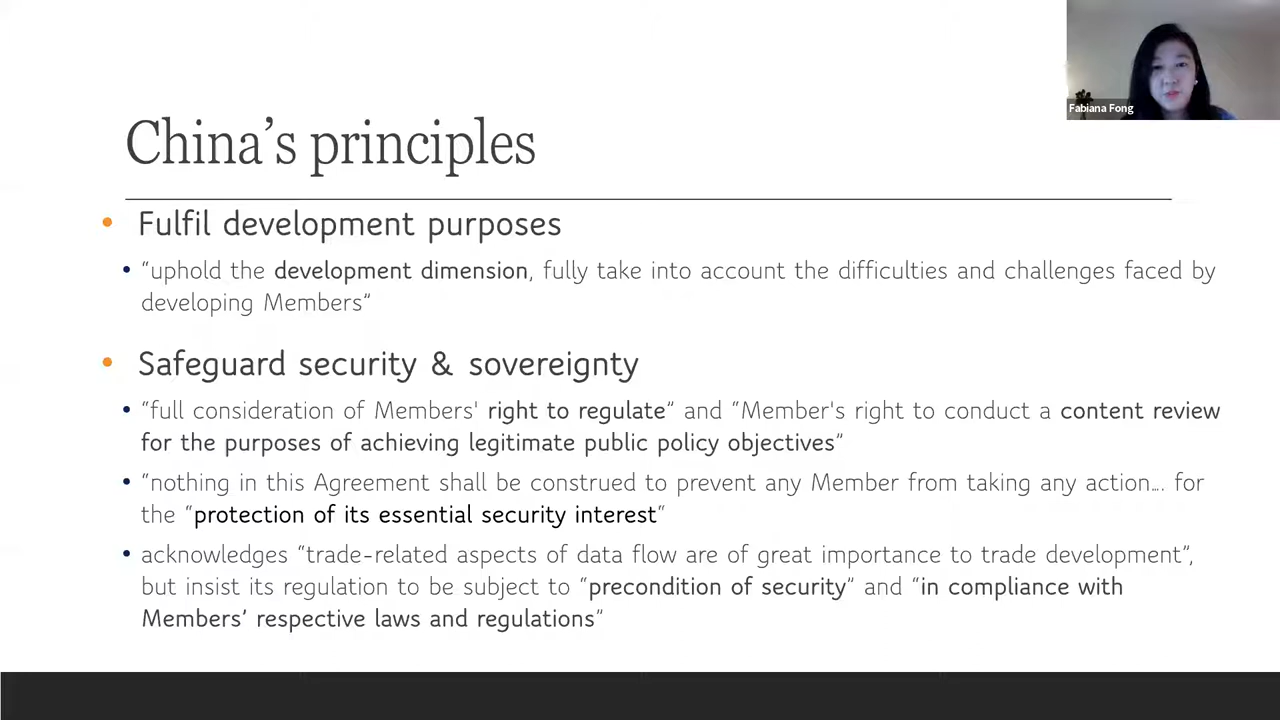 Fabiana Fong
China’s principles
• Fulfil development purposes
• “uphold the development dimension, fully take into account the difficulties and challenges faced by
developing Members”
• Safeguard security & sovereignty
• “full consideration of Members' right to regulate” and “Member's right to conduct a content review
for the purposes of achieving legitimate public policy objectives”
• “nothing in this Agreement shall be construed to prevent any Member from taking any action…. for
the “protection of its essential security interest”
• acknowledges “trade-related aspects of data flow are of great importance to trade development”,
but insist its regulation to be subject to “precondition of security” and “in compliance with
Members’ respective laws and regulations”